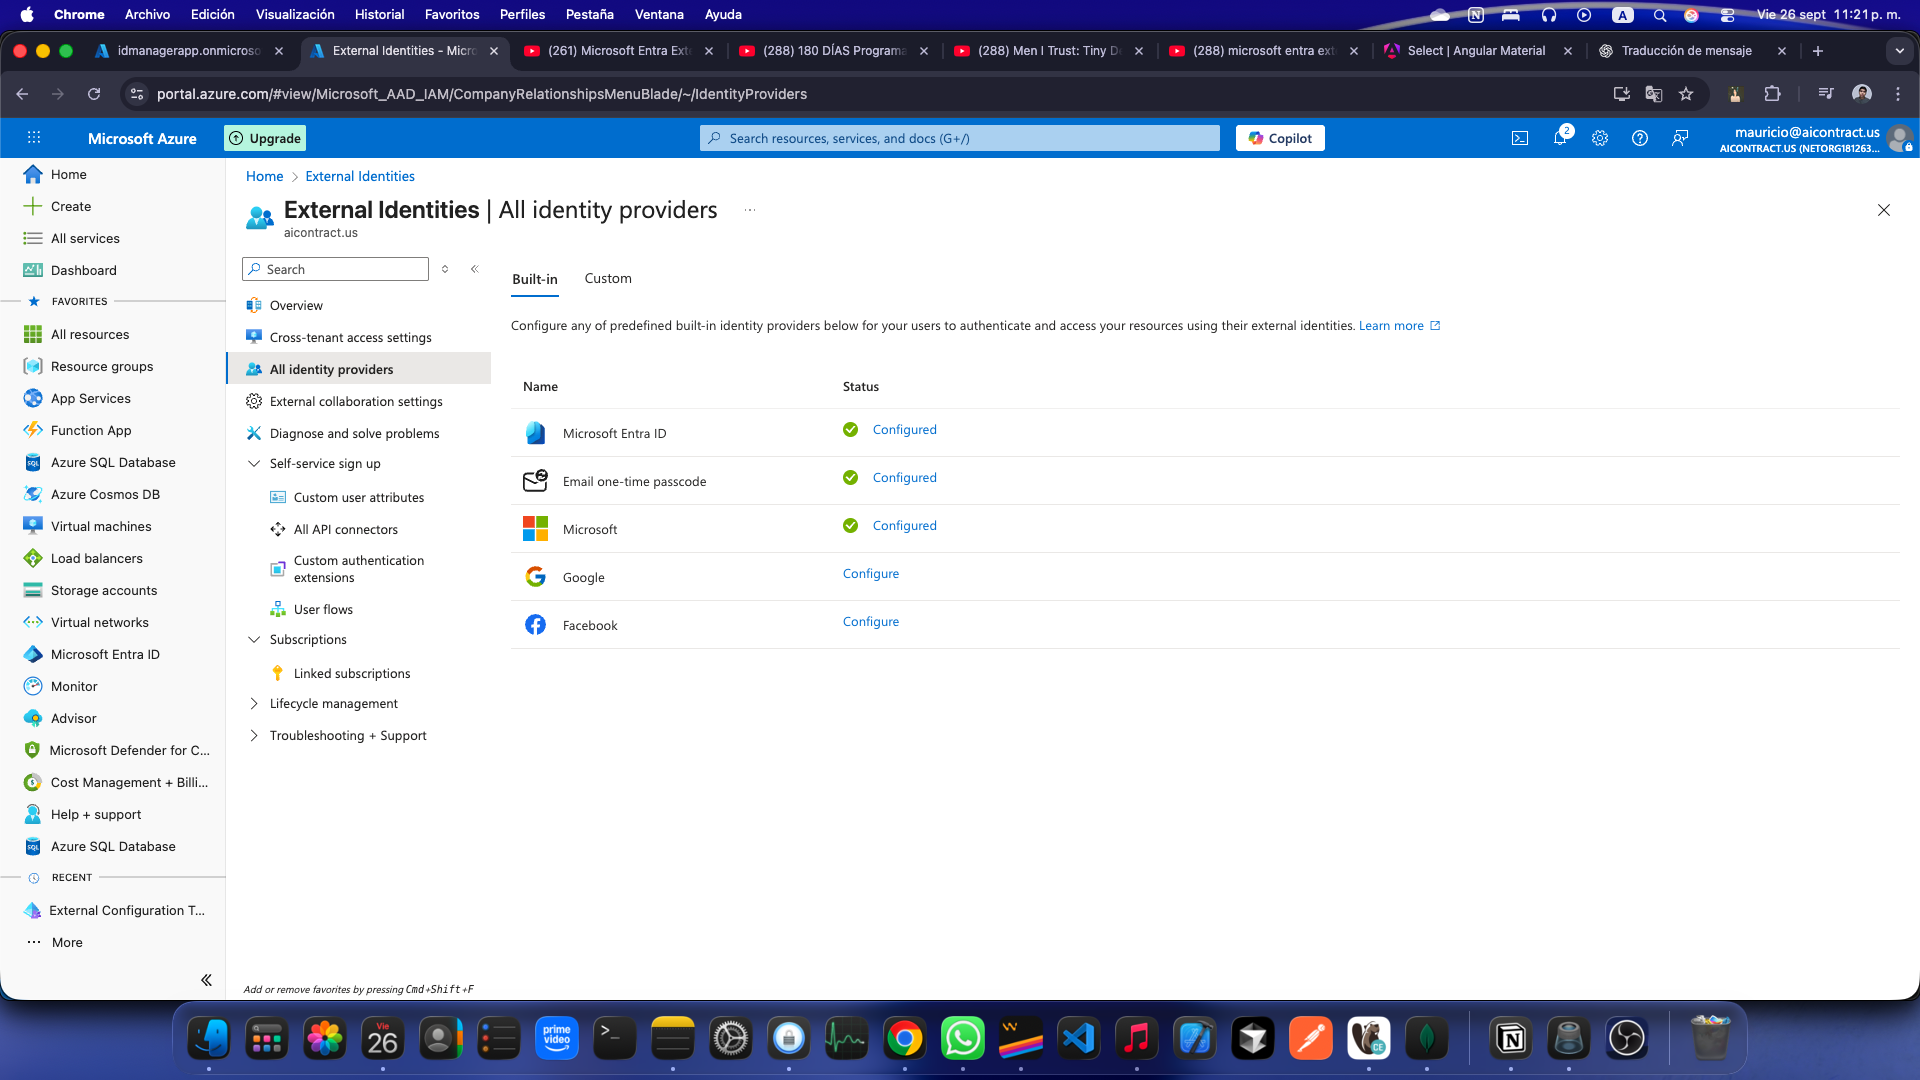 Chrome Archivo Edición Visualización Historial Favoritos Perfiles Pestaña Ventana Ayuda
A
Vie 26 sept 11:21 p. m.
idmanagerapp.onmicroso
External Identities - Micro
(261) Microsoft Entra Exte
(288) 180 DÍAS Programa
(288) Men I Trust: Tiny De
(288) microsoft entra exte
Select | Angular Material
Traducción de mensaje
portal.azure.com/#view/Microsoft_AAD_IAM/CompanyRelationshipsMenuBlade/~/IdentityProviders
Microsoft Azure
Upgrade
Search resources, services, and docs (G+/)
Copilot
2
mauricio@aicontract.us
AICONTRACT.US (NETORG181263...
Home
Create
All services
Dashboard
FAVORITES
All resources
Resource groups
App Services
Function App
Azure SQL Database
Azure Cosmos DB
Virtual machines
Load balancers
Storage accounts
Virtual networks
Microsoft Entra ID
Monitor
Advisor
Microsoft Defender for C...
Cost Management + Billi...
Help + support
Azure SQL Database
RECENT
External Configuration T...
More
Home > External Identities
External Identities | All identity providers
...
aicontract.us
Search
Overview
Cross-tenant access settings
All identity providers
External collaboration settings
Diagnose and solve problems
Self-service sign up
Custom user attributes
All API connectors
Custom authentication
extensions
User flows
Subscriptions
Linked subscriptions
Lifecycle management
Troubleshooting + Support
Add or remove favorites by pressing Cmd+Shift+F
Built-in Custom
Configure any of predefined built-in identity providers below for your users to authenticate and access your resources using their external identities. Learn more
Name Status
Microsoft Entra ID Configured
Email one-time passcode Configured
Microsoft Configured
Google Configure
Facebook Configure
Vie
26
prime
video
CE